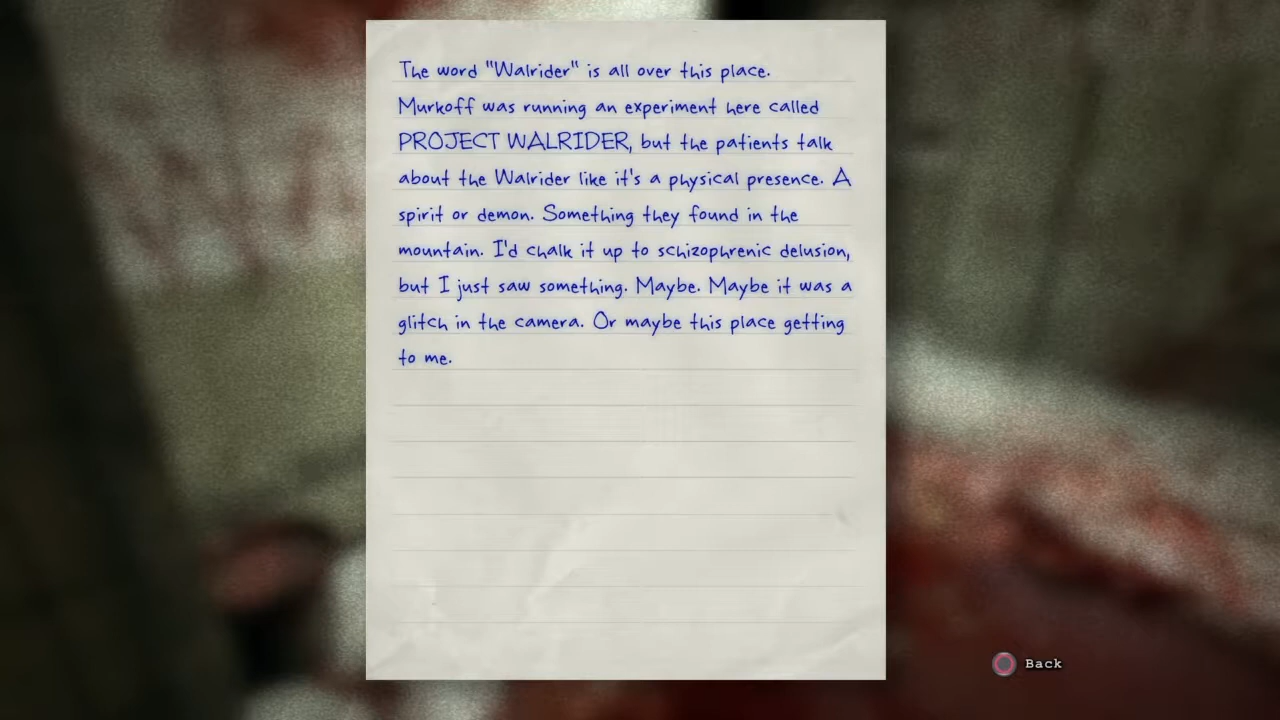 The word "Walrider" is all over this place.
Murkoff was running an experiment here called
PROJECT WALRIDER, but the patients talk
about the Walrider like it's a physical presence. A
spirit or demon. Something they found in the
mountain. I'd chalk it up to schizophrenic delusion,
but I just saw something. Maybe. Maybe it was a
glitch in the camera. Or maybe this place getting
to me.
Back